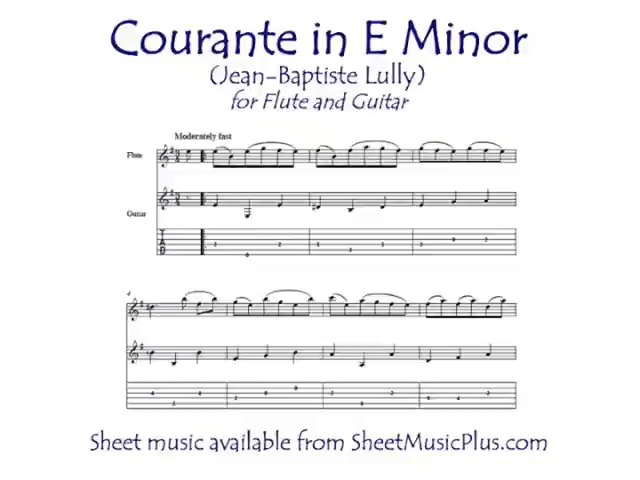 Courante in E Minor
(Jean-Baptiste Lully)
for Flute and Guitar
Moderately fast
Flute
Guitar
4
Sheet music available from SheetMusicPlus.com